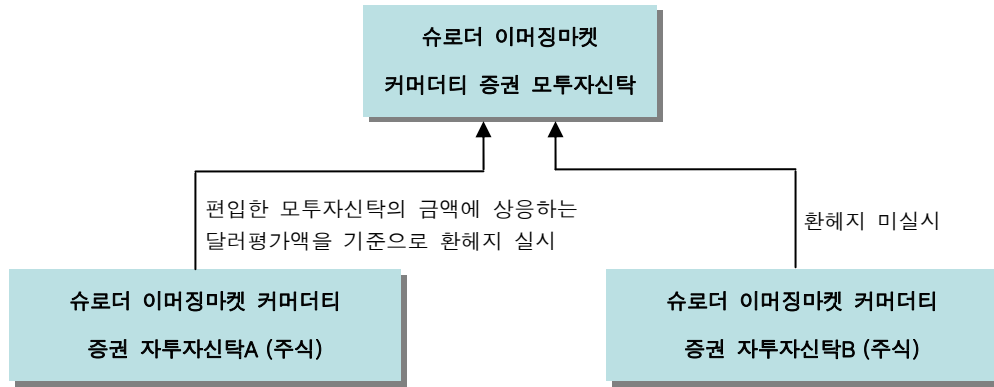 슈로더 이머징마켓
커머더티 증권 모투자신탁
편입한 모투자신탁의 금액에 상응하는
달러평가액을 기준으로 환헤지 실시
환헤지 미실시
슈로더 이머징마켓 커머더티
증권 자투자신탁A (주식)
슈로더 이머징마켓 커머더티
증권 자투자신탁B (주식)